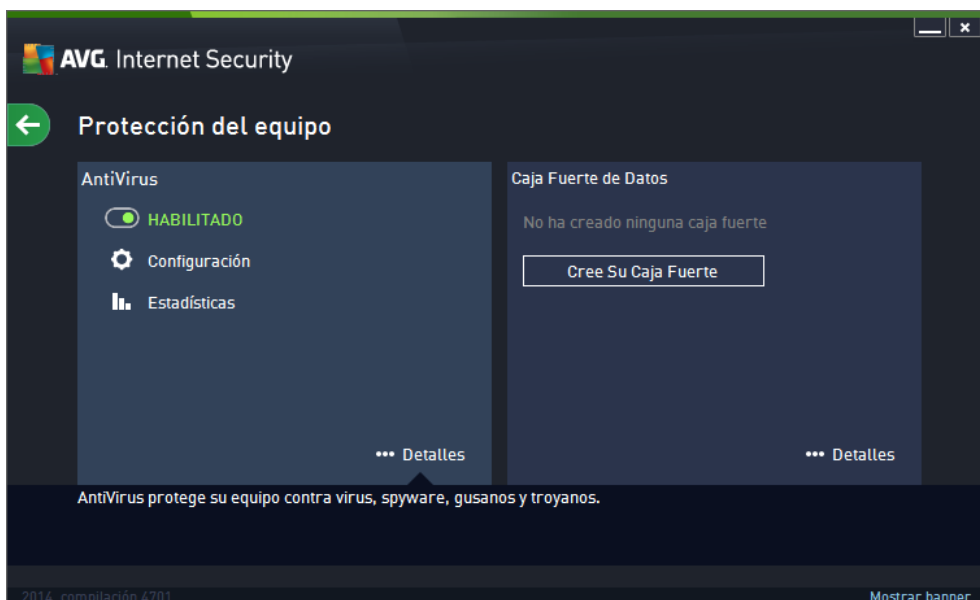 AVG. Internet Security
Protección del equipo
AntiVirus
HABILITADO
Configuración
Estadísticas
••• Detalles
Caja Fuerte de Datos
No ha creado ninguna caja fuerte
Cree Su Caja Fuerte
••• Detalles
AntiVirus protege su equipo contra virus, spyware, gusanos y troyanos.
2014 compilación 4701
Mostrar banner